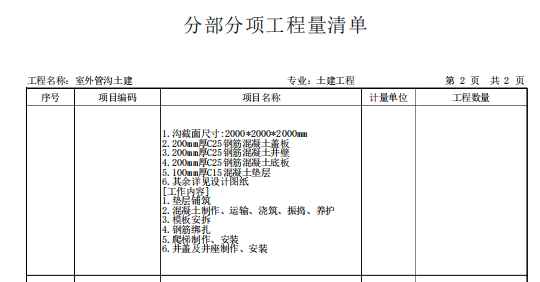 分部分项工程量清单
工程名称: 室外管沟土建 专业: 土建工程 第 2 页 共 2 页
序号 项目编码 项目名称 计量单位 工程数量
1.沟截面尺寸:2000*2000*2000mm
2.200mm厚C25钢筋混凝土盖板
3.200mm厚C25钢筋混凝土井壁
4.200mm厚C25钢筋混凝土底板
5.100mm厚C15混凝土垫层
6.其余详见设计图纸
[工作内容]
1.垫层铺筑
2.混凝土制作、运输、浇筑、振捣、养护
3.模板安拆
4.钢筋绑扎
5.爬梯制作、安装
6.井盖及井座制作、安装